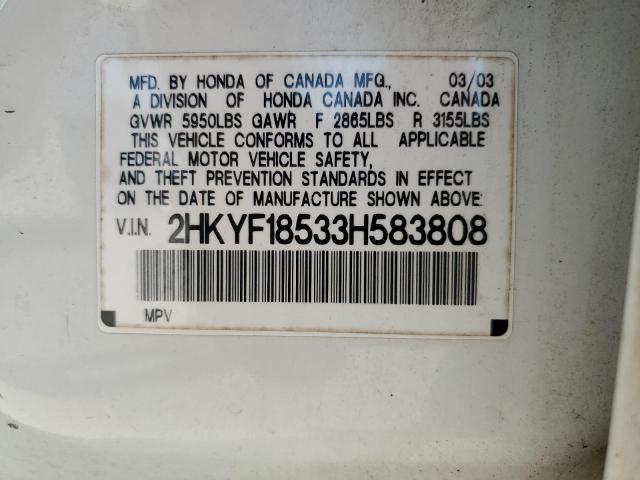 MFD. BY HONDA OF CANADA MFG., 03/03
A DIVISION OF HONDA CANADA INC. CANADA
GVWR 5950LBS GAWR F 2865LBS R 3155LBS
THIS VEHICLE CONFORMS TO ALL APPLICABLE
FEDERAL MOTOR VEHICLE SAFETY,
AND THEFT PREVENTION STANDARDS IN EFFECT
ON THE DATE OF MANUFACTURE SHOWN ABOVE:
V.I.N. 2HKYF18533H583808
MPV